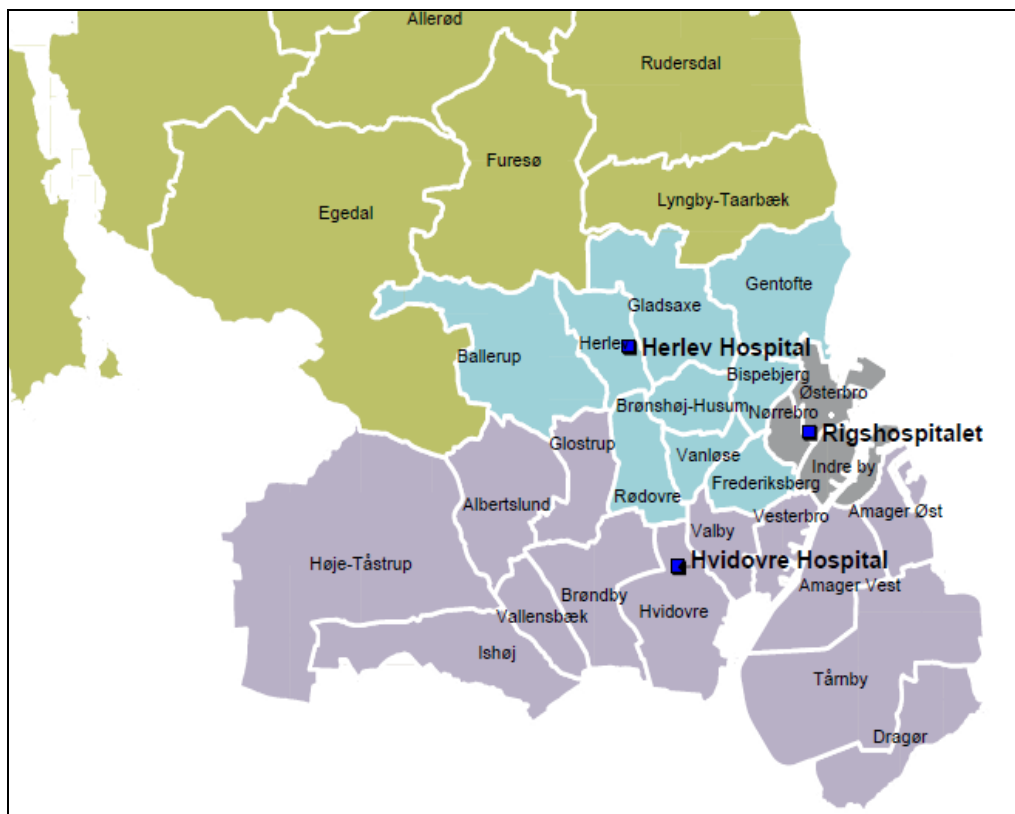 Allerød
Rudersdal
Furesø
Lyngby-Taarbæk
Egedal
Gentofte
Gladsaxe
Herlev
Herlev Hospital
Ballerup
Bispebjerg
Østerbro
Brønshøj-Husum
Nørrebro
Rigshospitalet
Glostrup
Vanløse
Indre by
Frederiksberg
Rødovre
Albertslund
Amager Øst
Vesterbro
Valby
Hvidovre Hospital
Høje-Tåstrup
Amager Vest
Brøndby
Vallensbæk
Hvidovre
Ishøj
Tårnby
Dragør